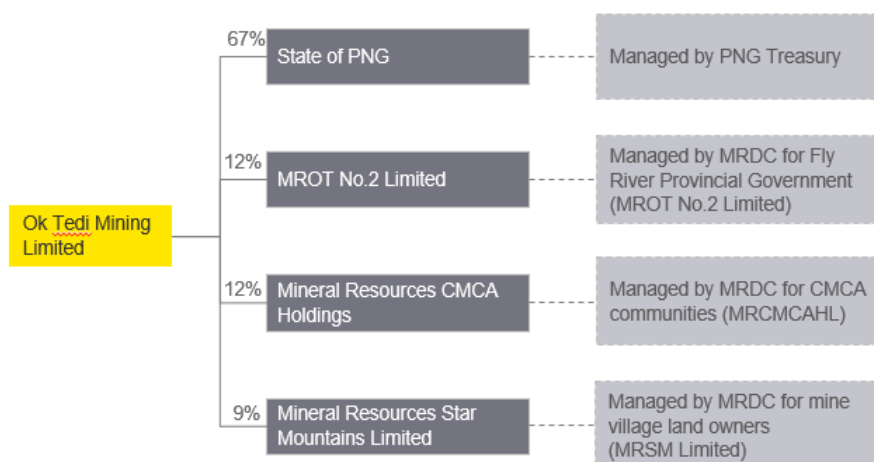 67%
State of PNG
Managed by PNG Treasury
12%
MROT No.2 Limited
Managed by MRDC for Fly
River Provincial Government
(MROT No.2 Limited)
Ok Tedi Mining
Limited
12%
Mineral Resources CMCA
Holdings
Managed by MRDC for CMCA
communities (MRCMCAHL)
9%
Mineral Resources Star
Mountains Limited
Managed by MRDC for mine
village land owners
(MRSM Limited)